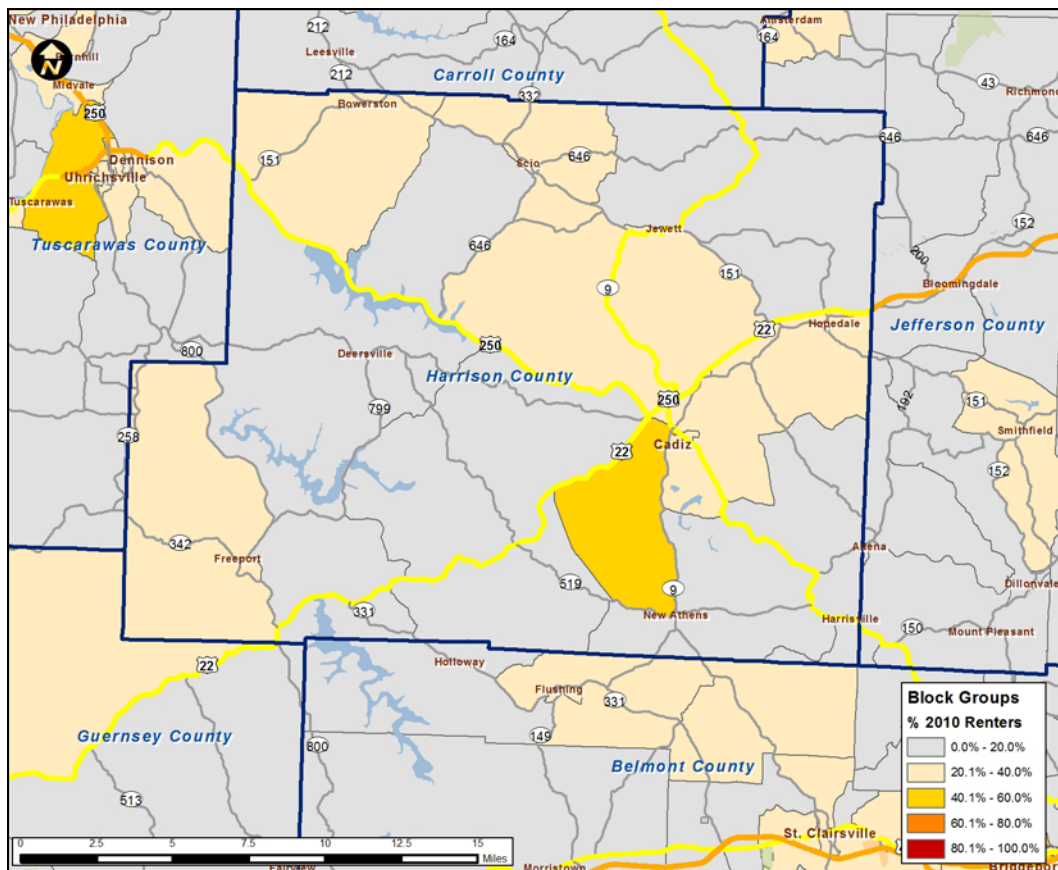 New Philadelphia
Amsterdam
212
164
164
Leesville
N
Midvale
212
Carroll County
43
332
Richmond
Bowerston
250
646
646
151
Dennison
Scio
646
Uhrichsville
Tuscarawas
152
Tuscarawas County
Jewett
646
200
151
9
Bloomingdale
22
Hopedale
Jefferson County
800
250
Deersville
Harrison County
250
192
151
799
258
Smithfield
22
Cadiz
152
342
Freeport
Adena
519
9
Dillonvale
331
New Athens
Harrisville
150
Mount Pleasant
22
Holloway
Flushing
331
Guernsey County
149
800
Belmont County
513
St. Clairsville
Morristown
Fairview
Bridgeport
Block Groups
% 2010 Renters
0.0% - 20.0%
20.1% - 40.0%
40.1% - 60.0%
60.1% - 80.0%
80.1% - 100.0%
0 2.5 5 7.5 10 12.5 15
Miles